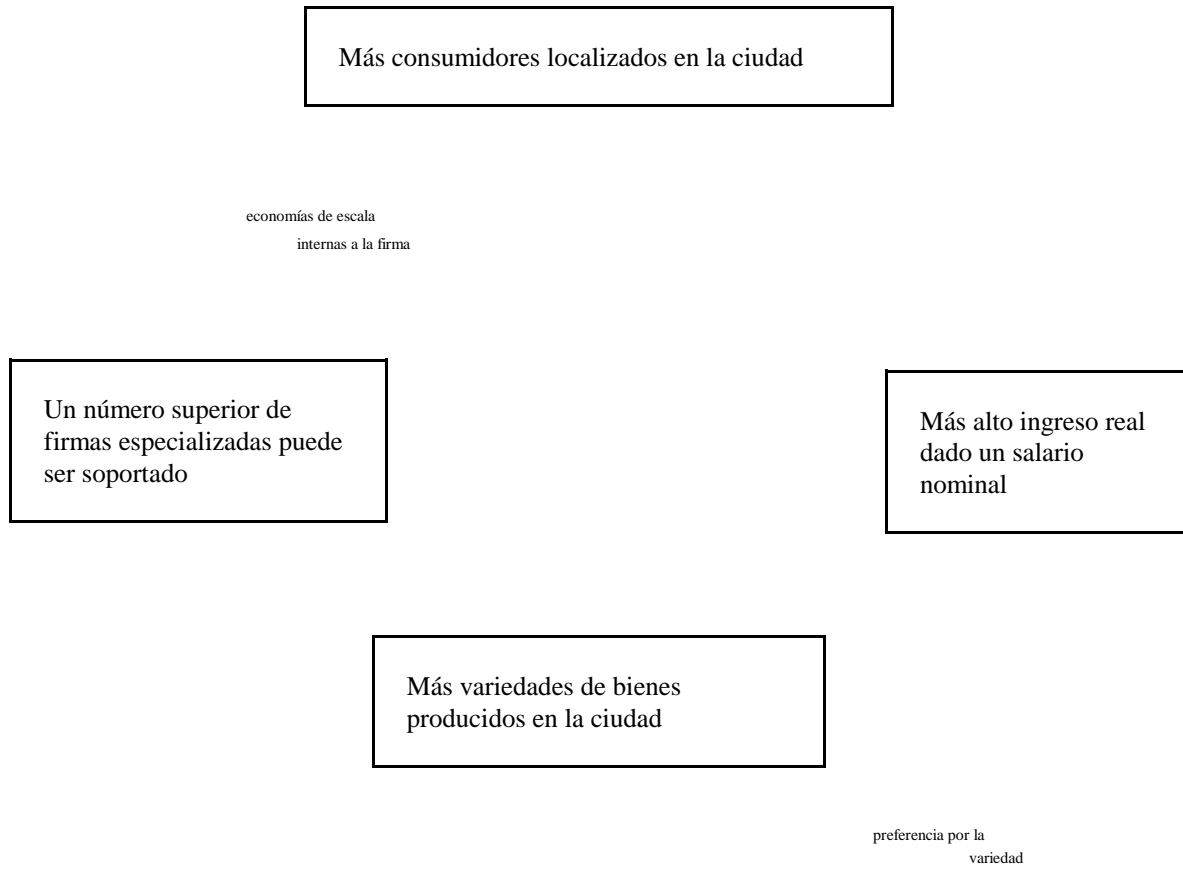 Más consumidores localizados en la ciudad
economías de escala
internas a la firma
Un número superior de
firmas especializadas puede
ser soportado
Más alto ingreso real
dado un salario
nominal
Más variedades de bienes
producidos en la ciudad
preferencia por la
variedad